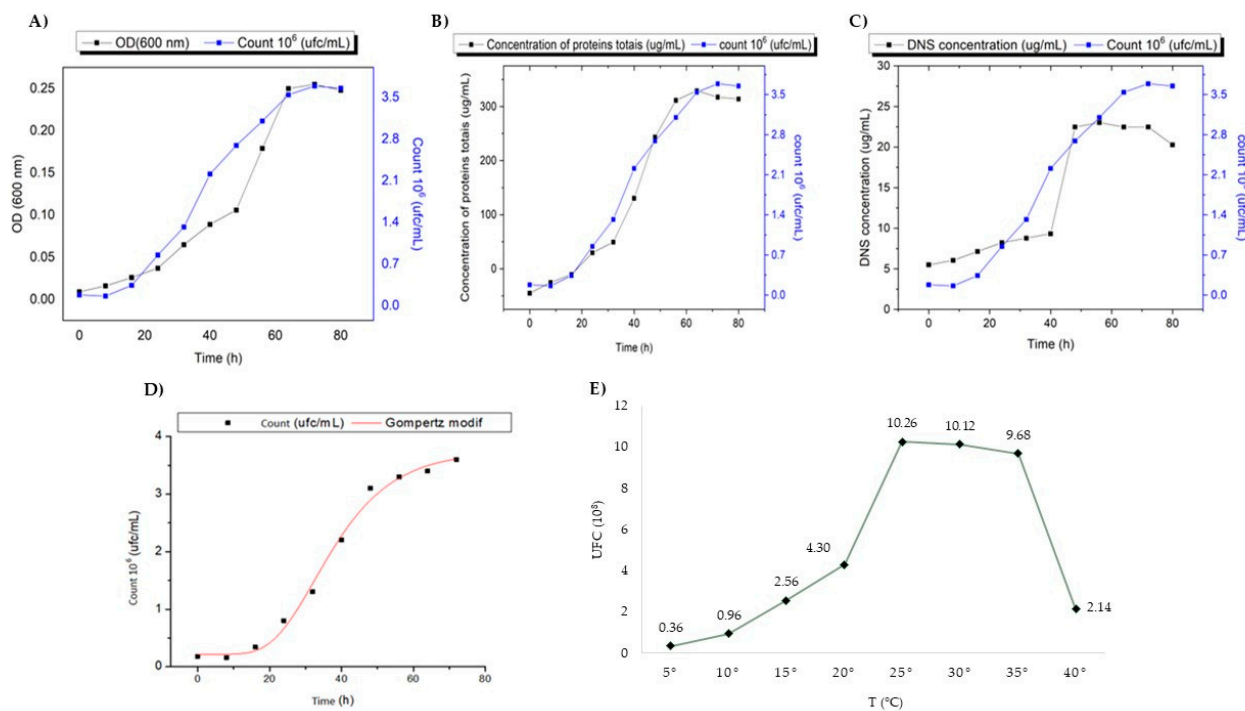 A)
OD(600 nm) Count 10⁶ (ufc/mL)
0.25
0.20
0.15
0.10
0.05
0.00
OD (600 nm)
3.5
2.8
2.1
1.4
0.7
0.0
Count 10⁶ (ufc/mL)
0 20 40 60 80
Time (h)
B)
Concentration of proteins totais (ug/mL) count 10⁶ (ufc/mL)
300
200
100
0
Concentration of proteins totais (ug/mL)
3.5
2.8
2.1
1.4
0.7
0.0
count 10⁶ (ufc/mL)
0 20 40 60 80
Time (h)
C)
DNS concentration (ug/mL) Count 10⁶ (ufc/mL)
30
25
20
15
10
5
0
DNS concentration (ug/mL)
3.5
2.8
2.1
1.4
0.7
0.0
0 20 40 60 80
Time (h)
D)
Count (ufc/mL) Gompertz modif
4
3
2
1
0
Count 10⁶ (ufc/mL)
0 20 40 60 80
Time (h)
E)
12
10
8
6
4
2
0
UFC (10⁸)
0.36
0.96
2.56
4.30
10.26
10.12
9.68
2.14
5° 10° 15° 20° 25° 30° 35° 40°
T (°C)